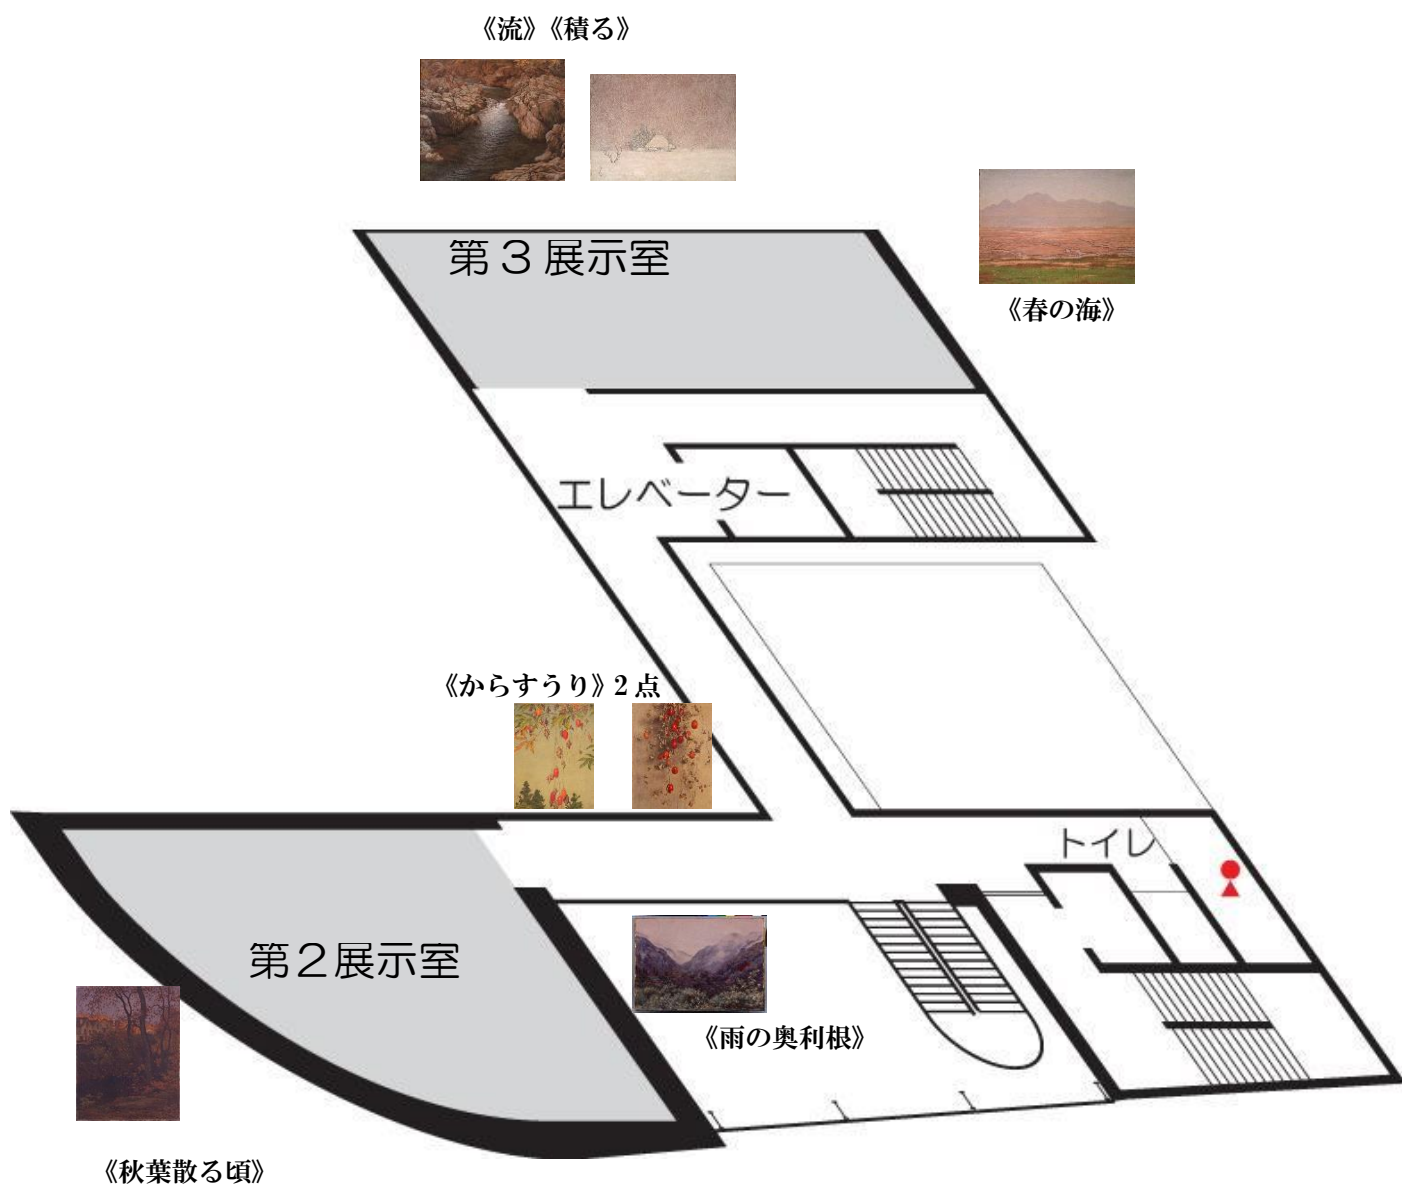 《流》《積る》
第3展示室
《春の海》
エレベーター
《からすうり》2点
トイレ
第2展示室
《雨の奥利根》
《秋葉散る頃》